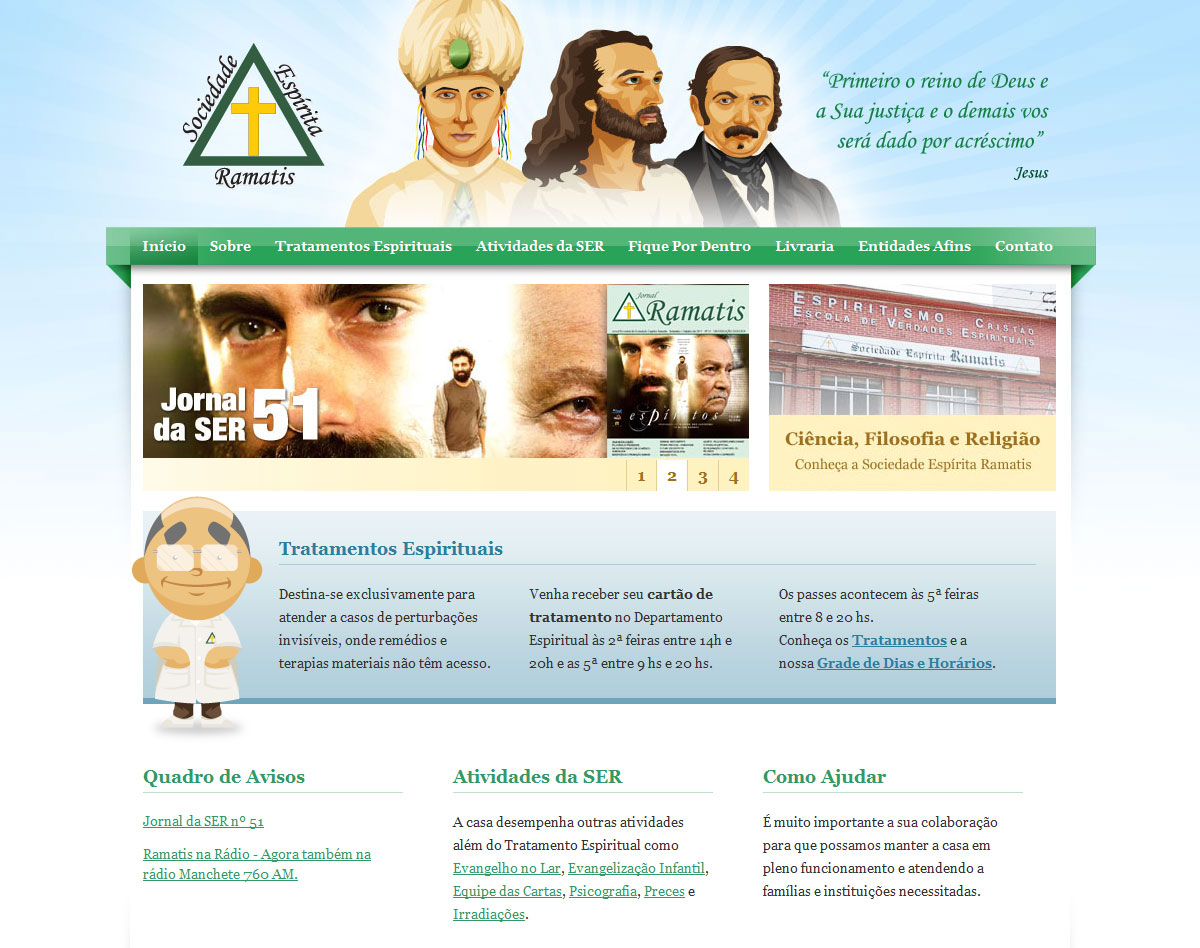 Sociedade
Espírita
Ramatis
“Primeiro o reino de Deus e
a Sua justiça e o demais vos
será dado por acréscimo”
Jesus
Início Sobre Tratamentos Espirituais Atividades da SER Fique Por Dentro Livraria Entidades Afins Contato
Jornal
da SER 51
Jornal
Ramatis
espíritos
1 2 3 4
ESPIRITISMO CRISTÃO
ESCOLA DE VERDADES ESPIRITUAIS
Sociedade Espírita Ramatis
Ciência, Filosofia e Religião
Conheça a Sociedade Espírita Ramatis
Tratamentos Espirituais
Destina-se exclusivamente para
atender a casos de perturbações
invisíveis, onde remédios e
terapias materiais não têm acesso.
Venha receber seu cartão de
tratamento no Departamento
Espiritual às 2ª feiras entre 14h e
20h e as 5ª entre 9 hs e 20 hs.
Os passes acontecem às 5ª feiras
entre 8 e 20 hs.
Conheça os Tratamentos e a
nossa Grade de Dias e Horários.
Quadro de Avisos
Jornal da SER nº 51
Ramatis na Rádio - Agora também na
rádio Manchete 760 AM.
Atividades da SER
A casa desempenha outras atividades
além do Tratamento Espiritual como
Evangelho no Lar, Evangelização Infantil,
Equipe das Cartas, Psicografia, Preces e
Irradiações.
Como Ajudar
É muito importante a sua colaboração
para que possamos manter a casa em
pleno funcionamento e atendendo a
famílias e instituições necessitadas.